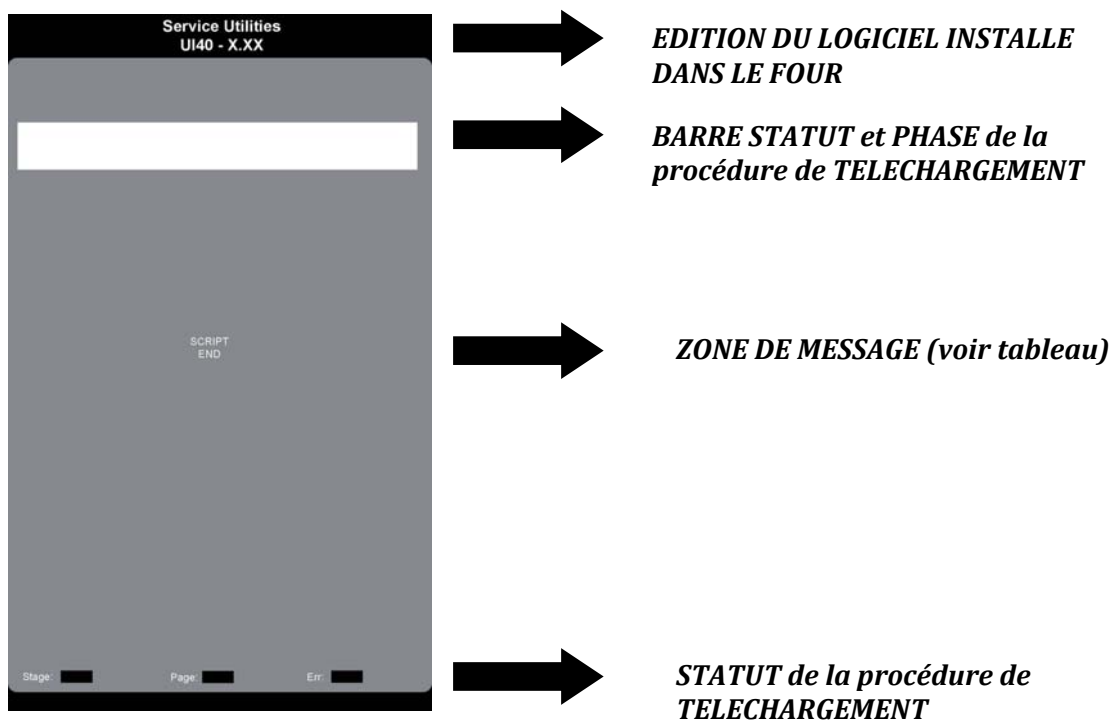 Service Utilities
UI40 - X.XX
EDITION DU LOGICIEL INSTALLE
DANS LE FOUR
BARRE STATUT et PHASE de la
procédure de TÈLECHARGEMENT
SCRIPT
END
ZONE DE MESSAGE (voir tableau)
Stage:
Page:
Err:
STATUT de la procédure de
TELECHARGEMENT